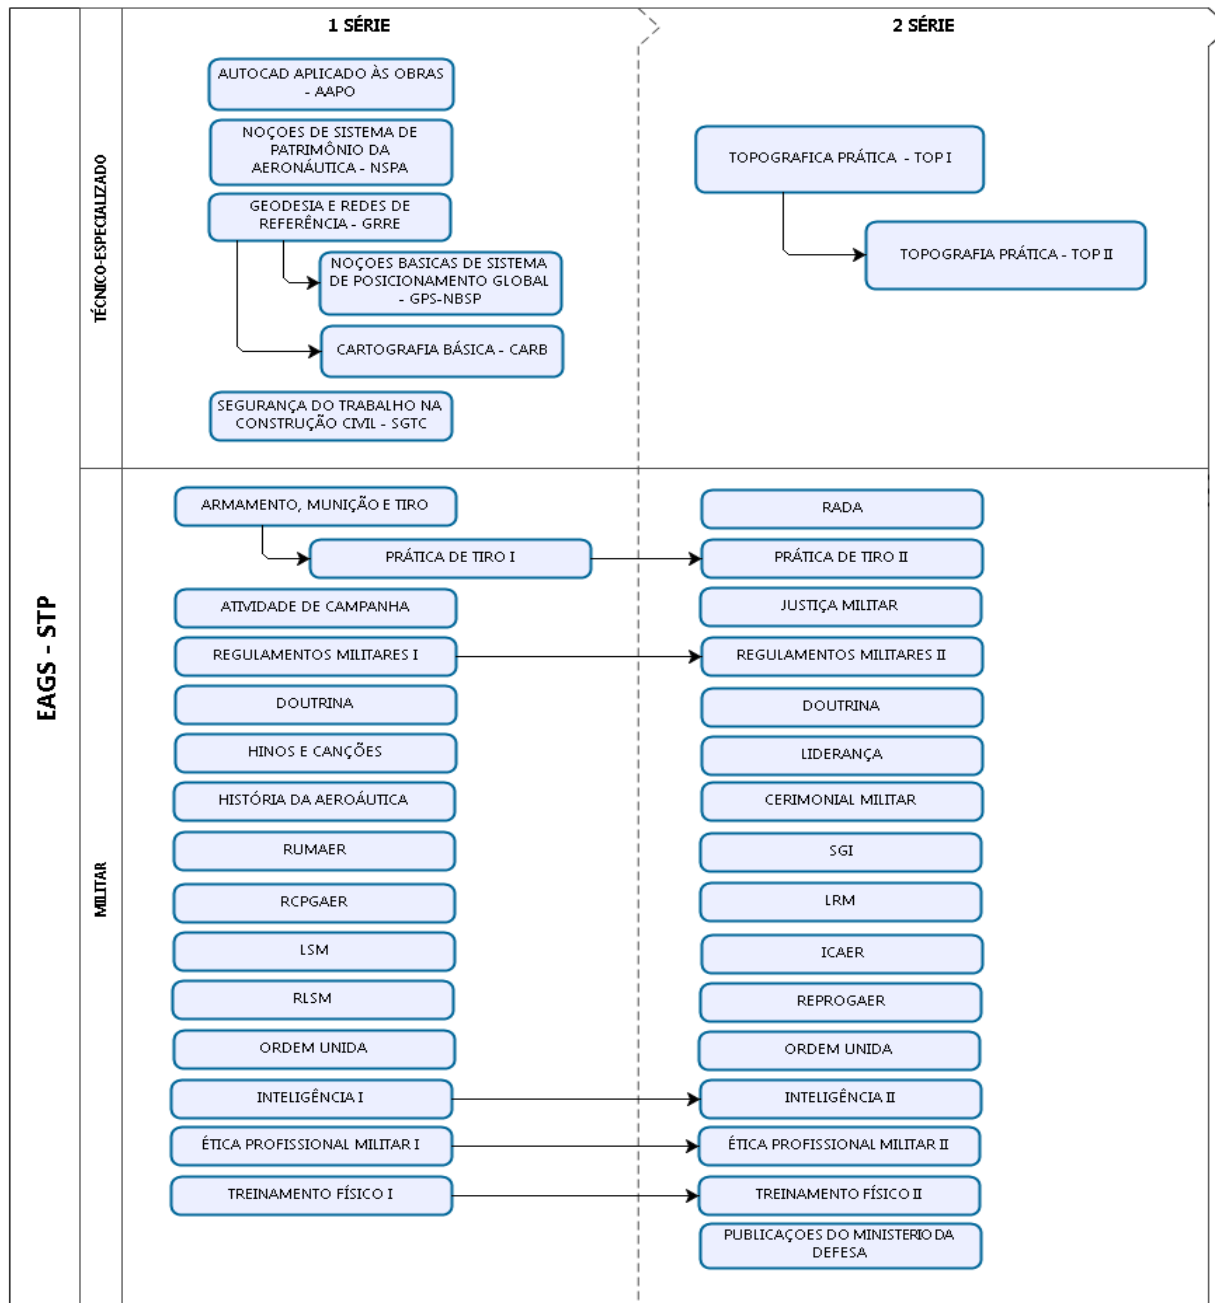 1 SÉRIE
2 SÉRIE
EAGS - STP
TÉCNICO-ESPECIALIZADO
AUTOCAD APLICADO ÀS OBRAS
- AAPO
NOÇOES DE SISTEMA DE
PATRIMÔNIO DA
AERONÁUTICA - NSPA
GEODESIA E REDES DE
REFERÊNCIA - GRRE
NOÇOES BASICAS DE SISTEMA
DE POSICIONAMENTO GLOBAL
- GPS-NBSP
CARTOGRAFIA BÁSICA - CARB
SEGURANÇA DO TRABALHO NA
CONSTRUÇÃO CIVIL - SGTC
TOPOGRAFICA PRÁTICA - TOP I
TOPOGRAFIA PRÁTICA - TOP II
MILITAR
ARMAMENTO, MUNIÇÃO E TIRO
PRÁTICA DE TIRO I
ATIVIDADE DE CAMPANHA
REGULAMENTOS MILITARES I
DOUTRINA
HINOS E CANÇÕES
HISTÓRIA DA AEROÁUTICA
RUMAER
RCPGAER
LSM
RLSM
ORDEM UNIDA
INTELIGÊNCIA I
ÉTICA PROFISSIONAL MILITAR I
TREINAMENTO FÍSICO I
RADA
PRÁTICA DE TIRO II
JUSTIÇA MILITAR
REGULAMENTOS MILITARES II
DOUTRINA
LIDERANÇA
CERIMONIAL MILITAR
SGI
LRM
ICAER
REPROGAER
ORDEM UNIDA
INTELIGÊNCIA II
ÉTICA PROFISSIONAL MILITAR II
TREINAMENTO FÍSICO II
PUBLICAÇOES DO MINISTERIO DA
DEFESA